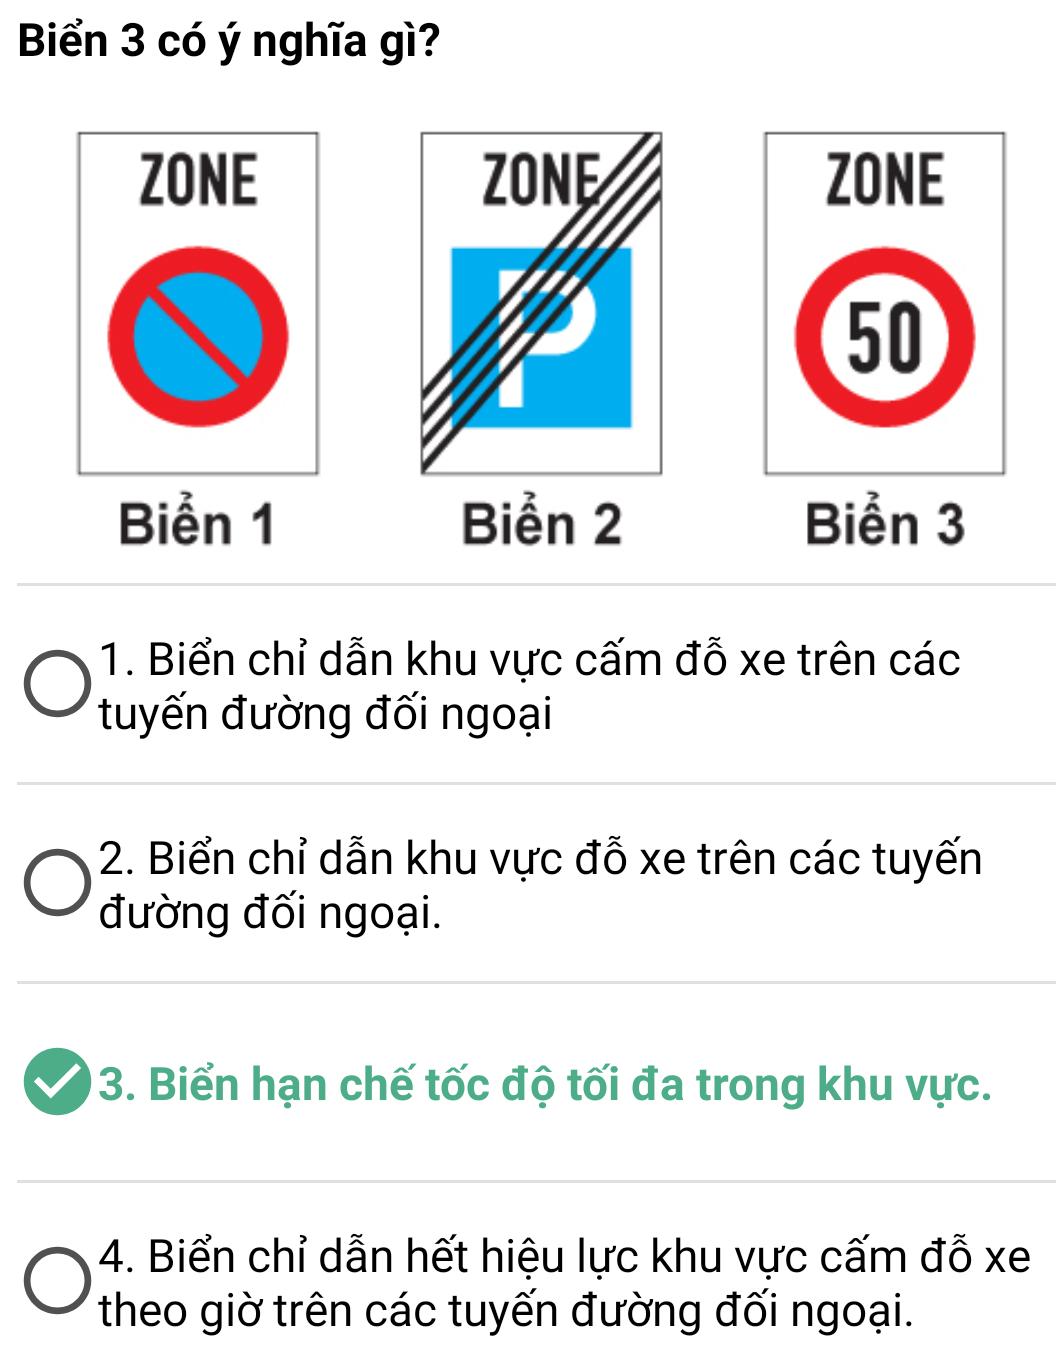 Biển 3 có ý nghĩa gì?
ZONE ZONE ZONE
P 50
Biển 1 Biển 2 Biển 3
1. Biển chỉ dẫn khu vực cấm đỗ xe trên các
tuyến đường đối ngoại
2. Biển chỉ dẫn khu vực đỗ xe trên các tuyến
đường đối ngoại.
3. Biển hạn chế tốc độ tối đa trong khu vực.
4. Biển chỉ dẫn hết hiệu lực khu vực cấm đỗ xe
theo giờ trên các tuyến đường đối ngoại.